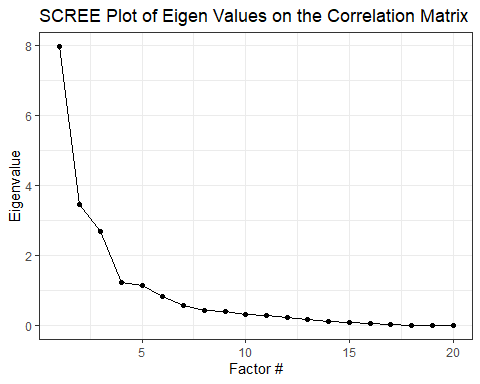 SCREE Plot of Eigen Values on the Correlation Matrix
8
6
4
2
0
Eigenvalue
5 10 15 20
Factor #